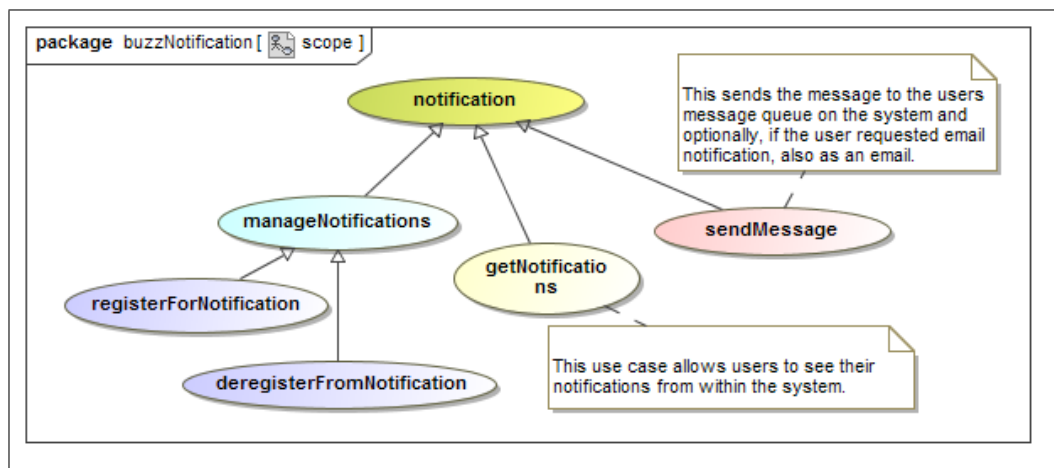 package buzzNotification [ scope ]
notification
This sends the message to the users
message queue on the system and
optionally, if the user requested email
notification, also as an email.
manageNotifications
sendMessage
getNotificatio
ns
registerForNotification
This use case allows users to see their
notifications from within the system.
deregisterFromNotification